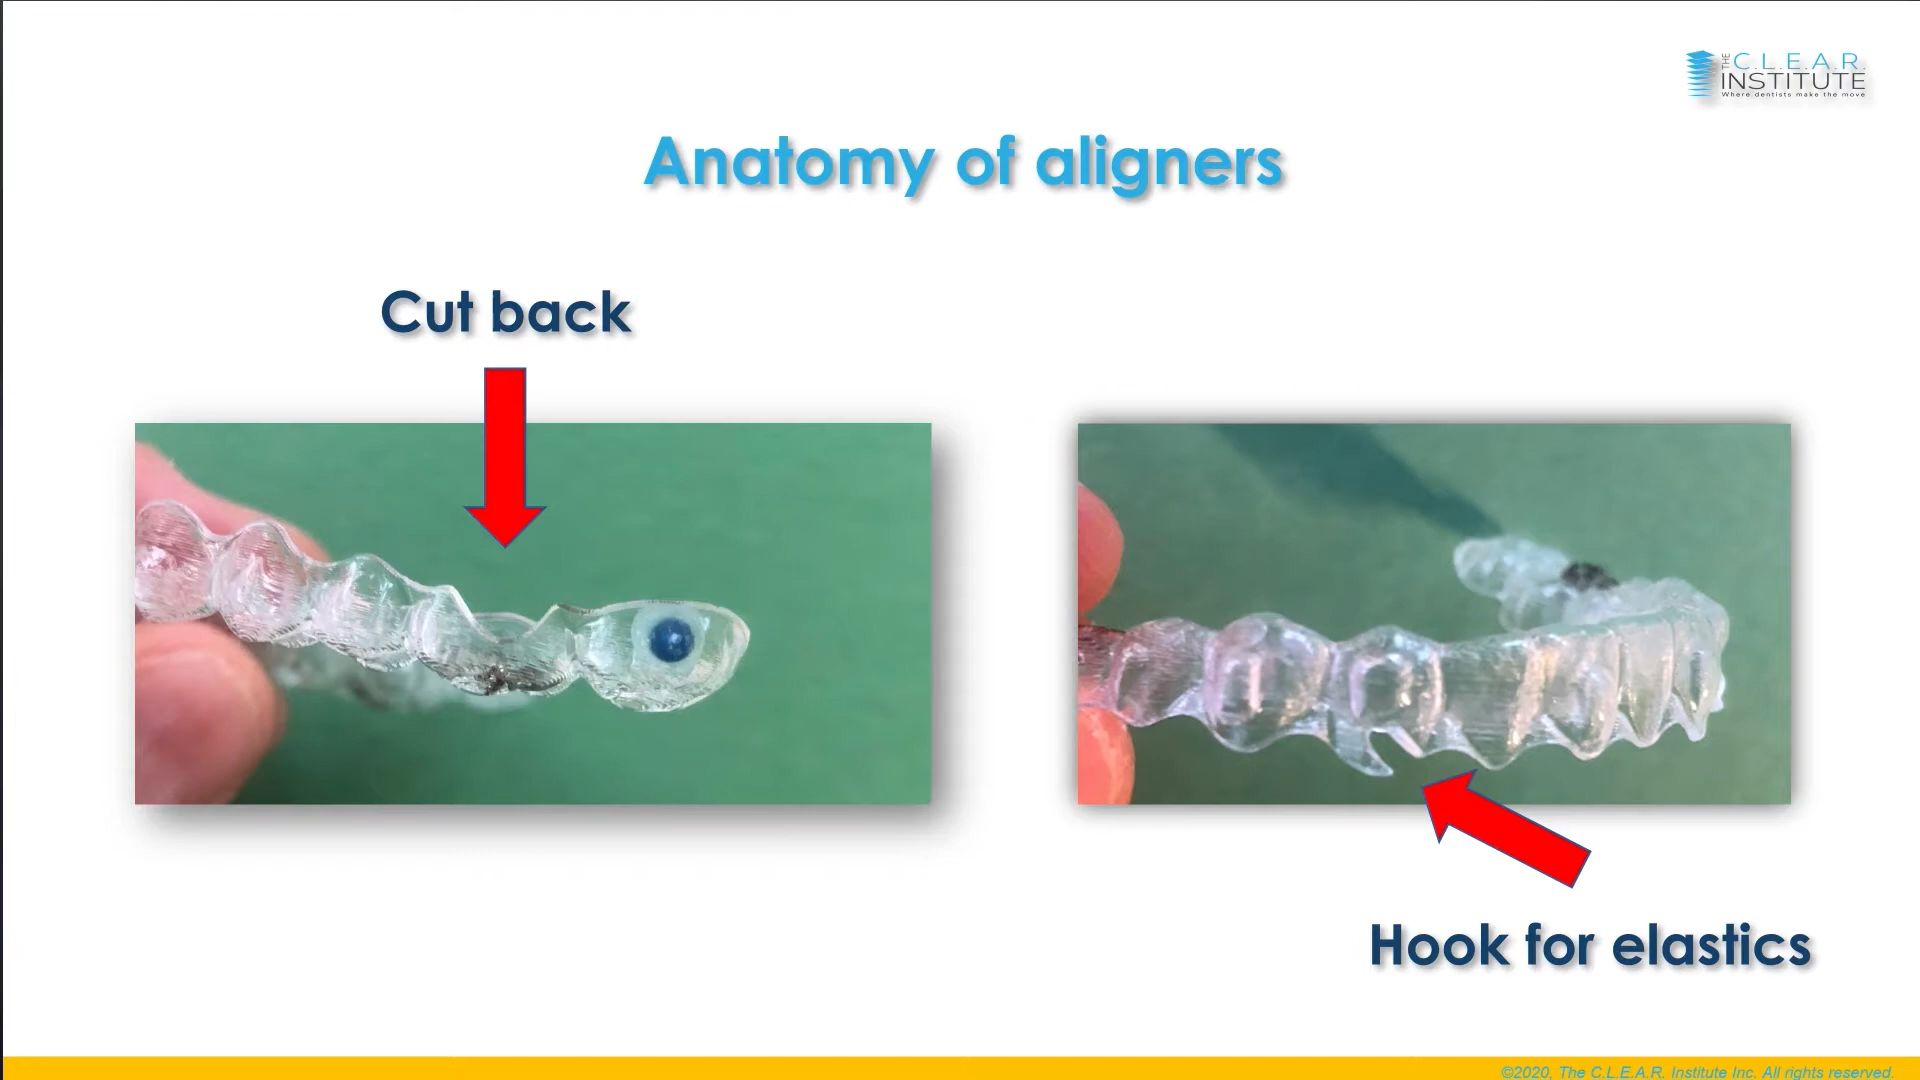 THE C.L.E.A.R.
INSTITUTE
Where dentists make the move
Anatomy of aligners
Cut back
Hook for elastics
©2020, The C.L.E.A.R. Institute Inc. All rights reserved.